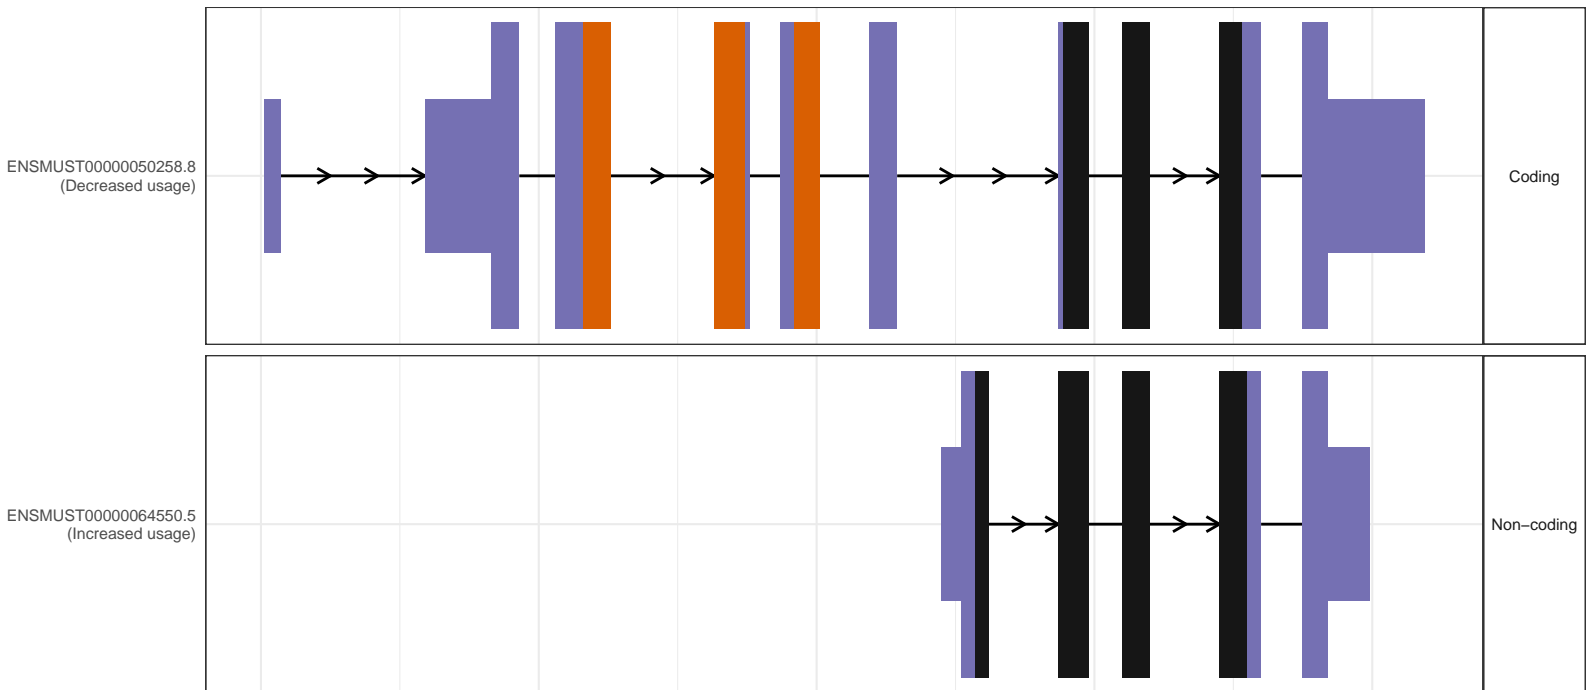 ENSMUST00000050258.8
(Decreased usage)
Coding
ENSMUST00000064550.5
(Increased usage)
Non−coding